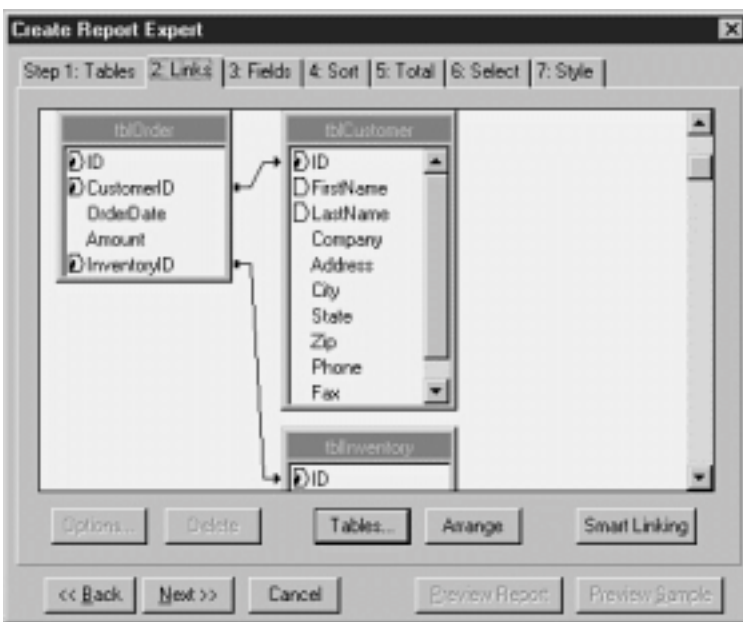 Create Report Expert
Step 1: Tables 2: Links 3: Fields 4: Sort 5: Total 6: Select 7: Style
tblOrder
ID
CustomerID
OrderDate
Amount
InventoryID
tblCustomer
ID
FirstName
LastName
Company
Address
City
State
Zip
Phone
Fax
tblInventory
ID
Options... Delete Tables... Arrange Smart Linking
<< Back Next >> Cancel Preview Report Preview Sample